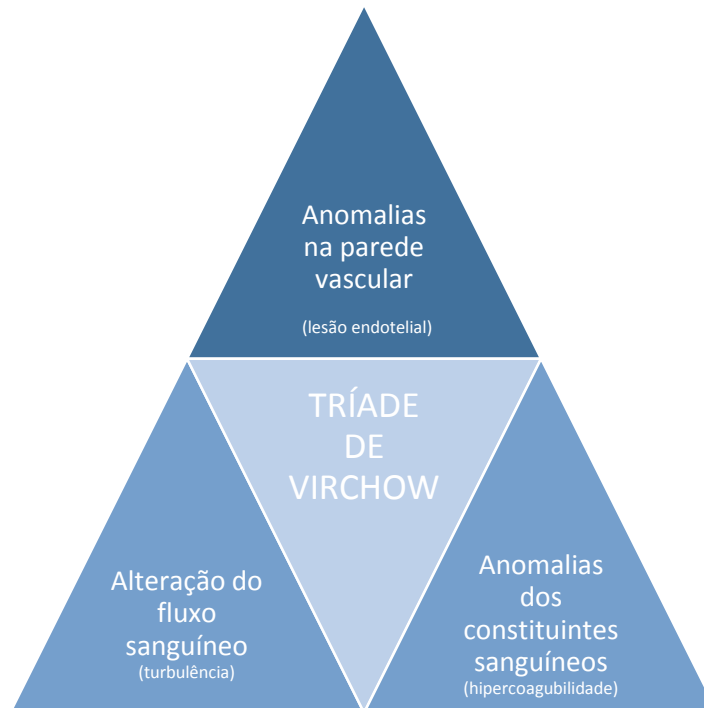 Anomalias
na parede
vascular
(lesão endotelial)
TRÍADE
DE
VIRCHOW
Alteração do
fluxo
sanguíneo
(turbulência)
Anomalias
dos
constituintes
sanguíneos
(hipercoagubilidade)